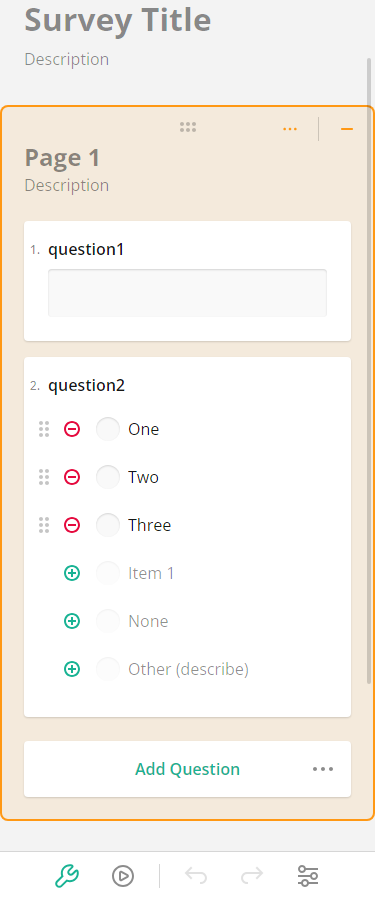 Survey Title
Description
Page 1
Description
1. question1
2. question2
One
Two
Three
Item 1
None
Other (describe)
Add Question